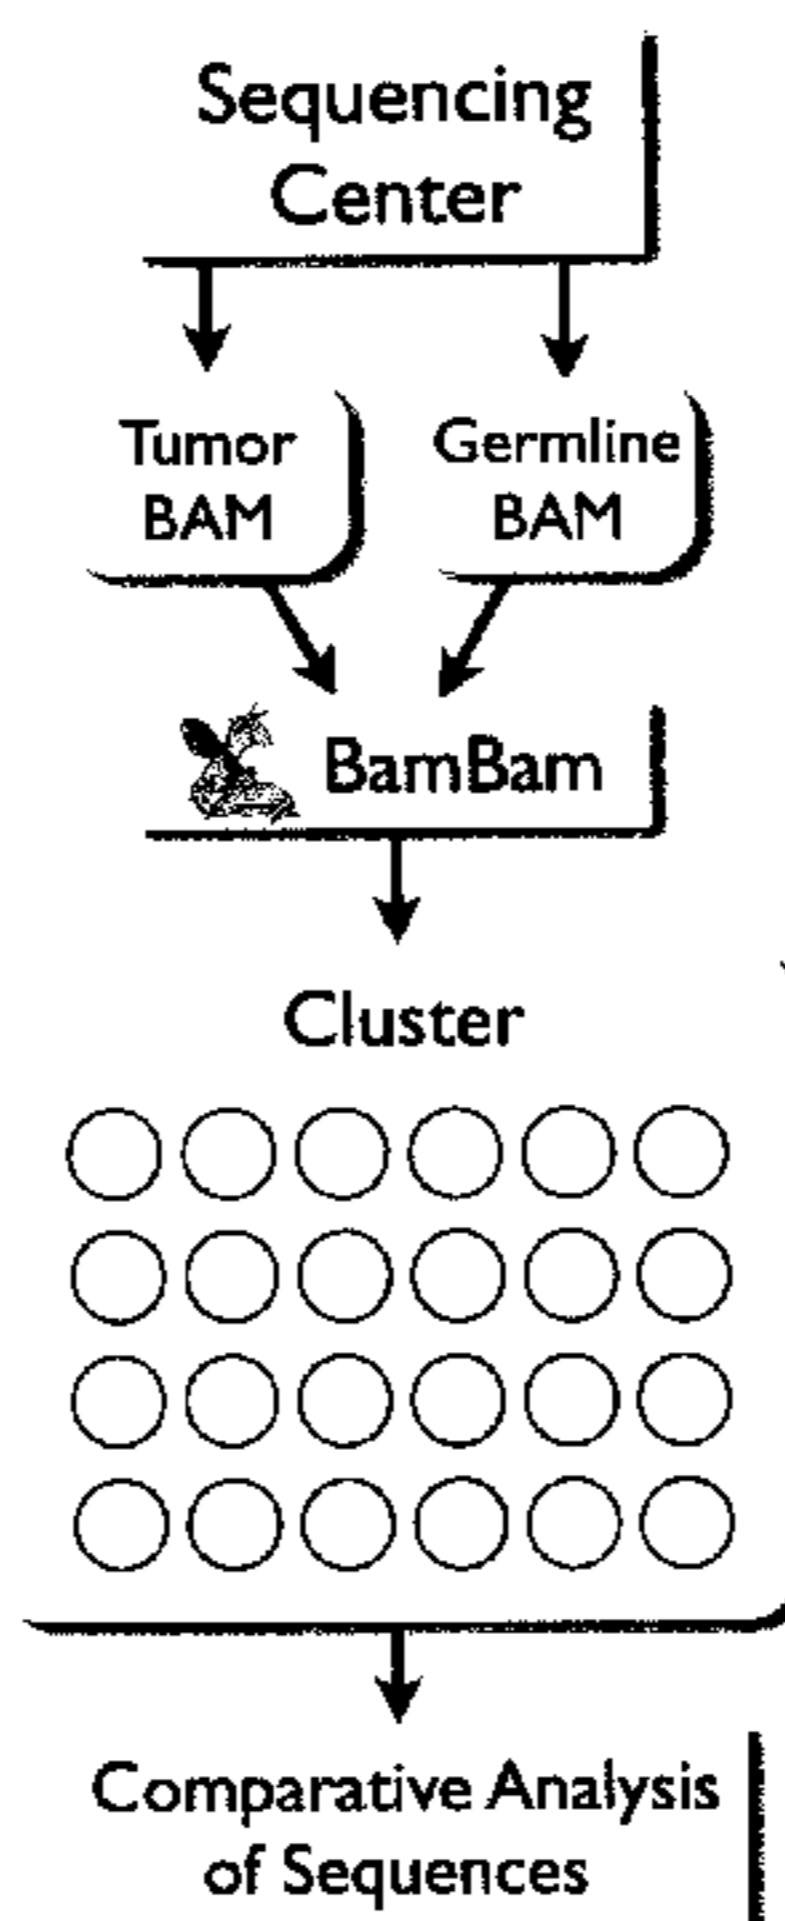 Sequencing
Center
Tumor
BAM
Germline
BAM
BamBam
Cluster
Comparative Analysis
of Sequences